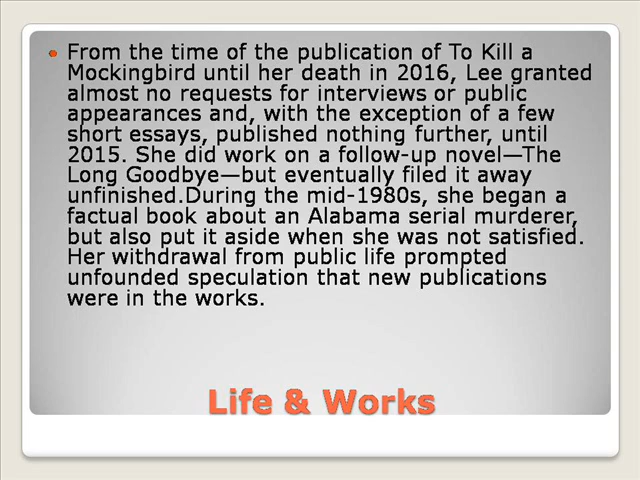 From the time of the publication of To Kill a
Mockingbird until her death in 2016, Lee granted
almost no requests for interviews or public
appearances and, with the exception of a few
short essays, published nothing further, until
2015. She did work on a follow-up novel—The
Long Goodbye—but eventually filed it away
unfinished.During the mid-1980s, she began a
factual book about an Alabama serial murderer,
but also put it aside when she was not satisfied.
Her withdrawal from public life prompted
unfounded speculation that new publications
were in the works.
Life & Works